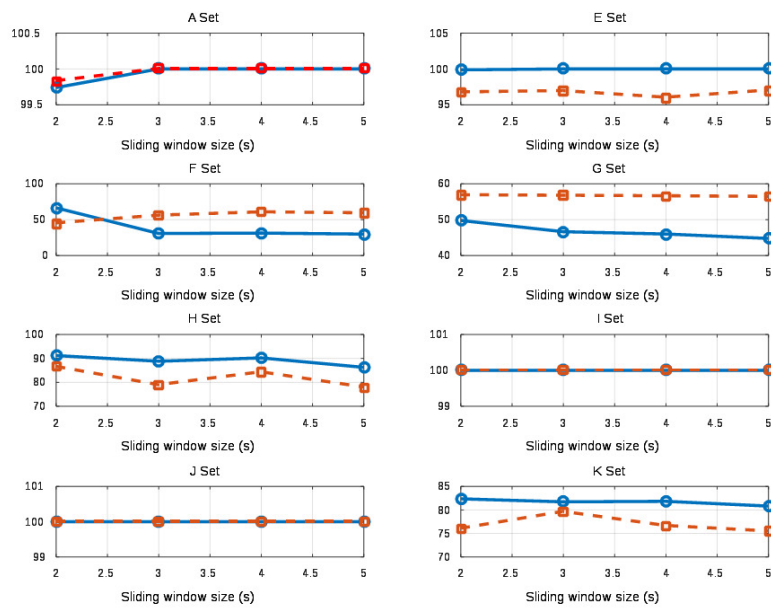 A Set
100.5
100
99.5
2 2.5 3 3.5 4 4.5 5
Sliding window size (s)
E Set
105
100
95
2 2.5 3 3.5 4 4.5 5
Sliding window size (s)
F Set
100
50
0
2 2.5 3 3.5 4 4.5 5
Sliding window size (s)
G Set
60
50
40
2 2.5 3 3.5 4 4.5 5
Sliding window size (s)
H Set
100
90
80
70
2 2.5 3 3.5 4 4.5 5
Sliding window size (s)
I Set
101
100
99
2 2.5 3 3.5 4 4.5 5
Sliding window size (s)
J Set
101
100
99
2 2.5 3 3.5 4 4.5 5
Sliding window size (s)
K Set
85
80
75
70
2 2.5 3 3.5 4 4.5 5
Sliding window size (s)